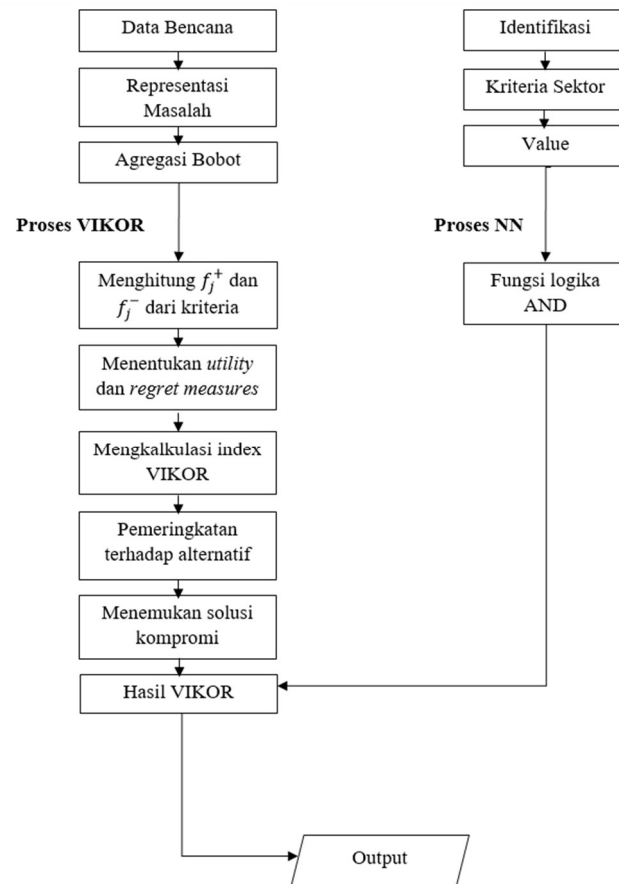 Data Bencana
Representasi
Masalah
Agregasi Bobot
Proses VIKOR
Menghitung f_j^+ dan
f_j^- dari kriteria
Menentukan utility
dan regret measures
Mengkalkulasi index
VIKOR
Pemeringkatan
terhadap alternatif
Menemukan solusi
kompromi
Hasil VIKOR
Identifikasi
Kriteria Sektor
Value
Proses NN
Fungsi logika
AND
Output